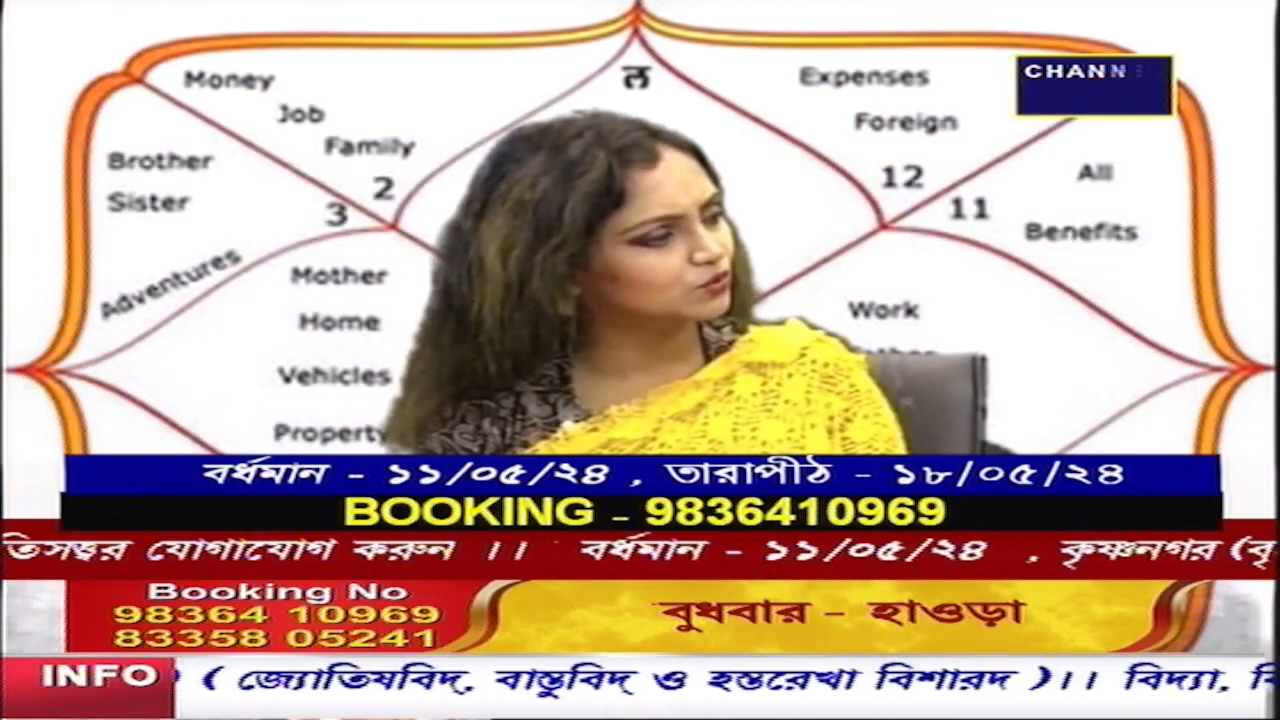 Money
Job
Family
2
ल
Expenses
Foreign
12
CHANN
Brother
Sister
Adventures
3
All
11
Benefits
Mother
Home
Vehicles
Property
Work
বর্ধমান - ১১/০৫/২৪ , তারাপীঠ - ১৮/০৫/২৪
BOOKING - 9836410969
তিসত্ত্বর যোগাযোগ করুন ।। বর্ধমান - ১১/০৫/২৪ , কৃষ্ণনগর (বৃ
Booking No
98364 10969
83358 05241
বুধবার - হাওড়া
INFO ( জ্যোতিষবিদ, বাস্তুবিদ্ ও হস্তরেখা বিশারদ )।। বিদ্যা,